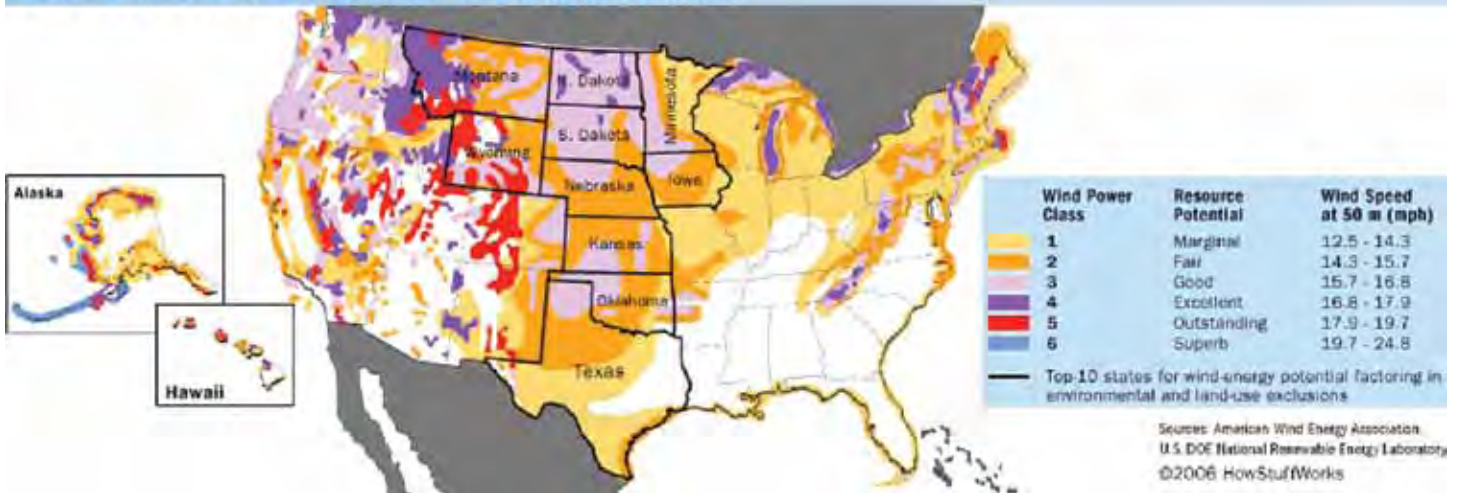 Montana
N. Dakota
Minnesota
S. Dakota
Wyoming
Nebraska
Iowa
Kansas
Oklahoma
Texas
Alaska
Hawaii
Wind Power Class Resource Potential Wind Speed at 50 m (mph)
1 Marginal 12.5 - 14.3
2 Fair 14.3 - 15.7
3 Good 15.7 - 16.8
4 Excellent 16.8 - 17.9
5 Outstanding 17.9 - 19.7
6 Superb 19.7 - 24.8
Top-10 states for wind-energy potential factoring in
environmental and land-use exclusions
Sources: American Wind Energy Association
U.S. DOE National Renewable Energy Laboratory
©2006 HowStuffWorks